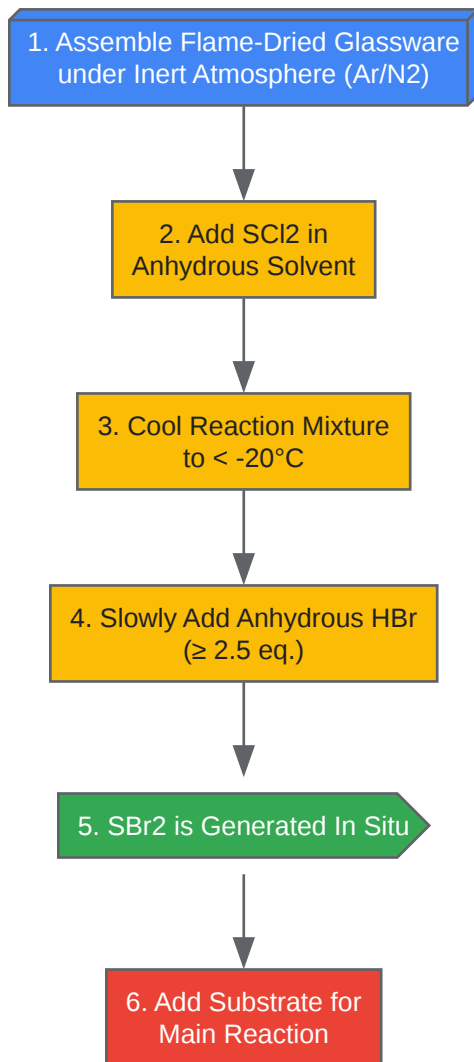 1. Assemble Flame-Dried Glassware
under Inert Atmosphere (Ar/N2)
2. Add SCl2 in
Anhydrous Solvent
3. Cool Reaction Mixture
to < -20°C
4. Slowly Add Anhydrous HBr
(≥ 2.5 eq.)
5. SBr2 is Generated In Situ
6. Add Substrate for
Main Reaction